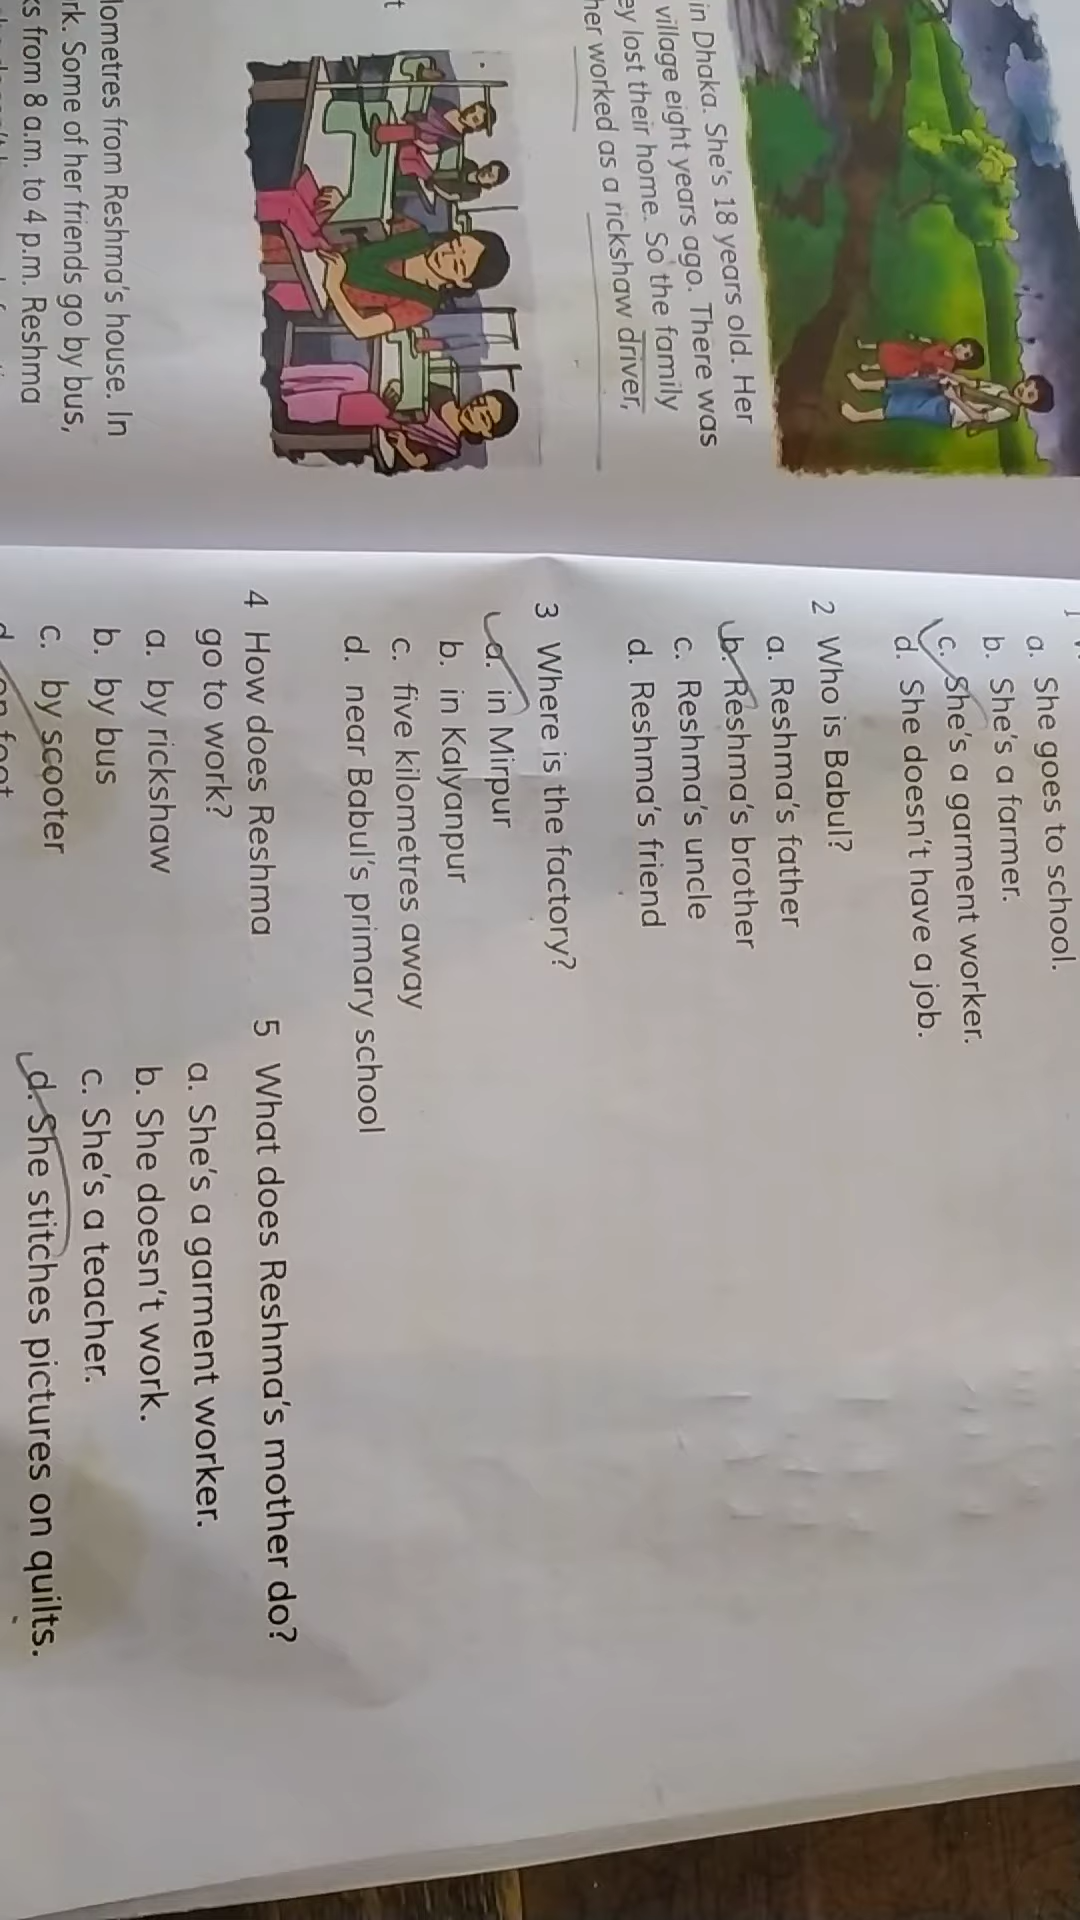 in Dhaka. She's 18 years old. Her
village eight years ago. There was
ey lost their home. So the family
her worked as a rickshaw driver,
t
lometres from Reshma's house. In
rk. Some of her friends go by bus,
s from 8 a.m. to 4 p.m. Reshma
1
a. She goes to school.
b. She's a farmer.
c. She's a garment worker.
d. She doesn't have a job.
2 Who is Babul?
a. Reshma's father
b. Reshma's brother
c. Reshma's uncle
d. Reshma's friend
3 Where is the factory?
a. in Mirpur
b. in Kalyanpur
c. five kilometres away
d. near Babul's primary school
4 How does Reshma
go to work?
a. by rickshaw
b. by bus
c. by scooter
d. on foot
5 What does Reshma's mother do?
a. She's a garment worker.
b. She doesn't work.
c. She's a teacher.
d. She stitches pictures on quilts.